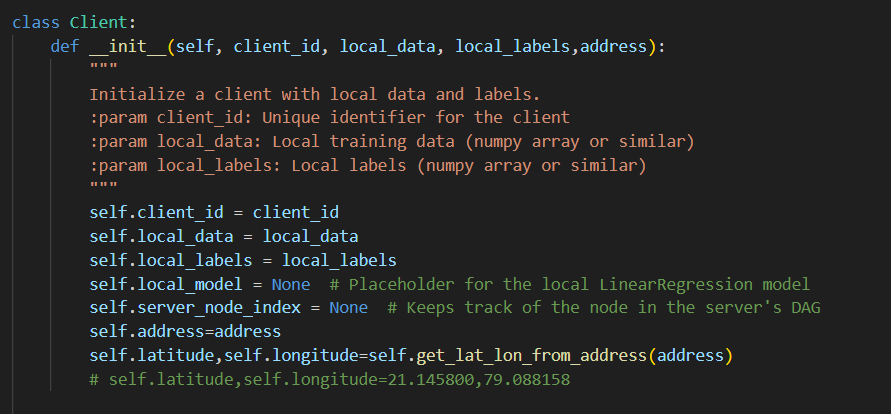 class Client:
    def __init__(self, client_id, local_data, local_labels,address):
        """
        Initialize a client with local data and labels.
        :param client_id: Unique identifier for the client
        :param local_data: Local training data (numpy array or similar)
        :param local_labels: Local labels (numpy array or similar)
        """
        self.client_id = client_id
        self.local_data = local_data
        self.local_labels = local_labels
        self.local_model = None  # Placeholder for the local LinearRegression model
        self.server_node_index = None  # Keeps track of the node in the server's DAG
        self.address=address
        self.latitude,self.longitude=self.get_lat_lon_from_address(address)
        # self.latitude,self.longitude=21.145800,79.088158